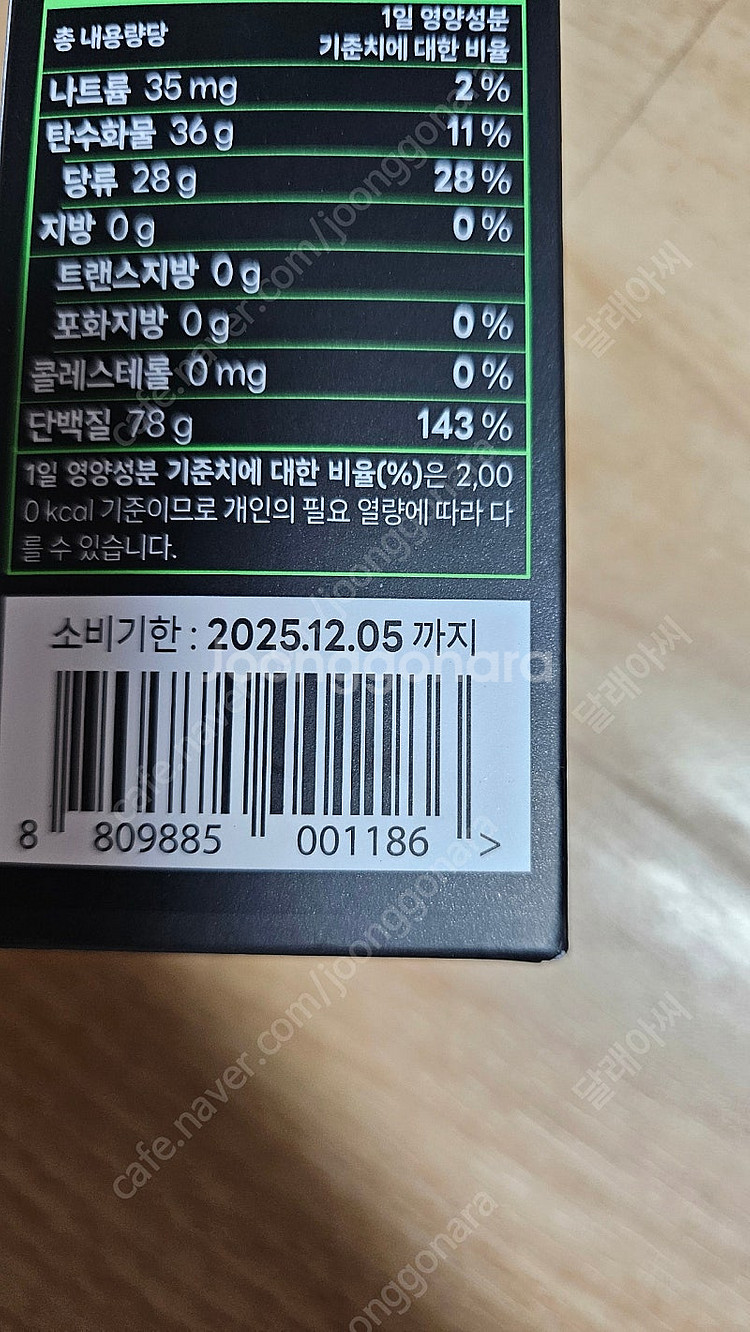 총 내용량당
1일 영양성분
기준치에 대한 비율
나트륨 35 mg 2 %
탄수화물 36 g 11 %
당류 28 g 28 %
지방 0 g 0 %
트랜스지방 0 g
포화지방 0 g 0 %
콜레스테롤 0 mg 0 %
단백질 78 g 143 %
1일 영양성분 기준치에 대한 비율(%)은 2,00
0 kcal 기준이므로 개인의 필요 열량에 따라 다
를 수 있습니다.
소비기한 : 2025.12.05 까지
Joonggonara
8 809885 001186 >
cafe.naver.com/joonggonara
cafe.naver.com/joonggonara
cafe.naver.com/joonggonara
joonggonara
달래아씨
달래아씨
달래아씨